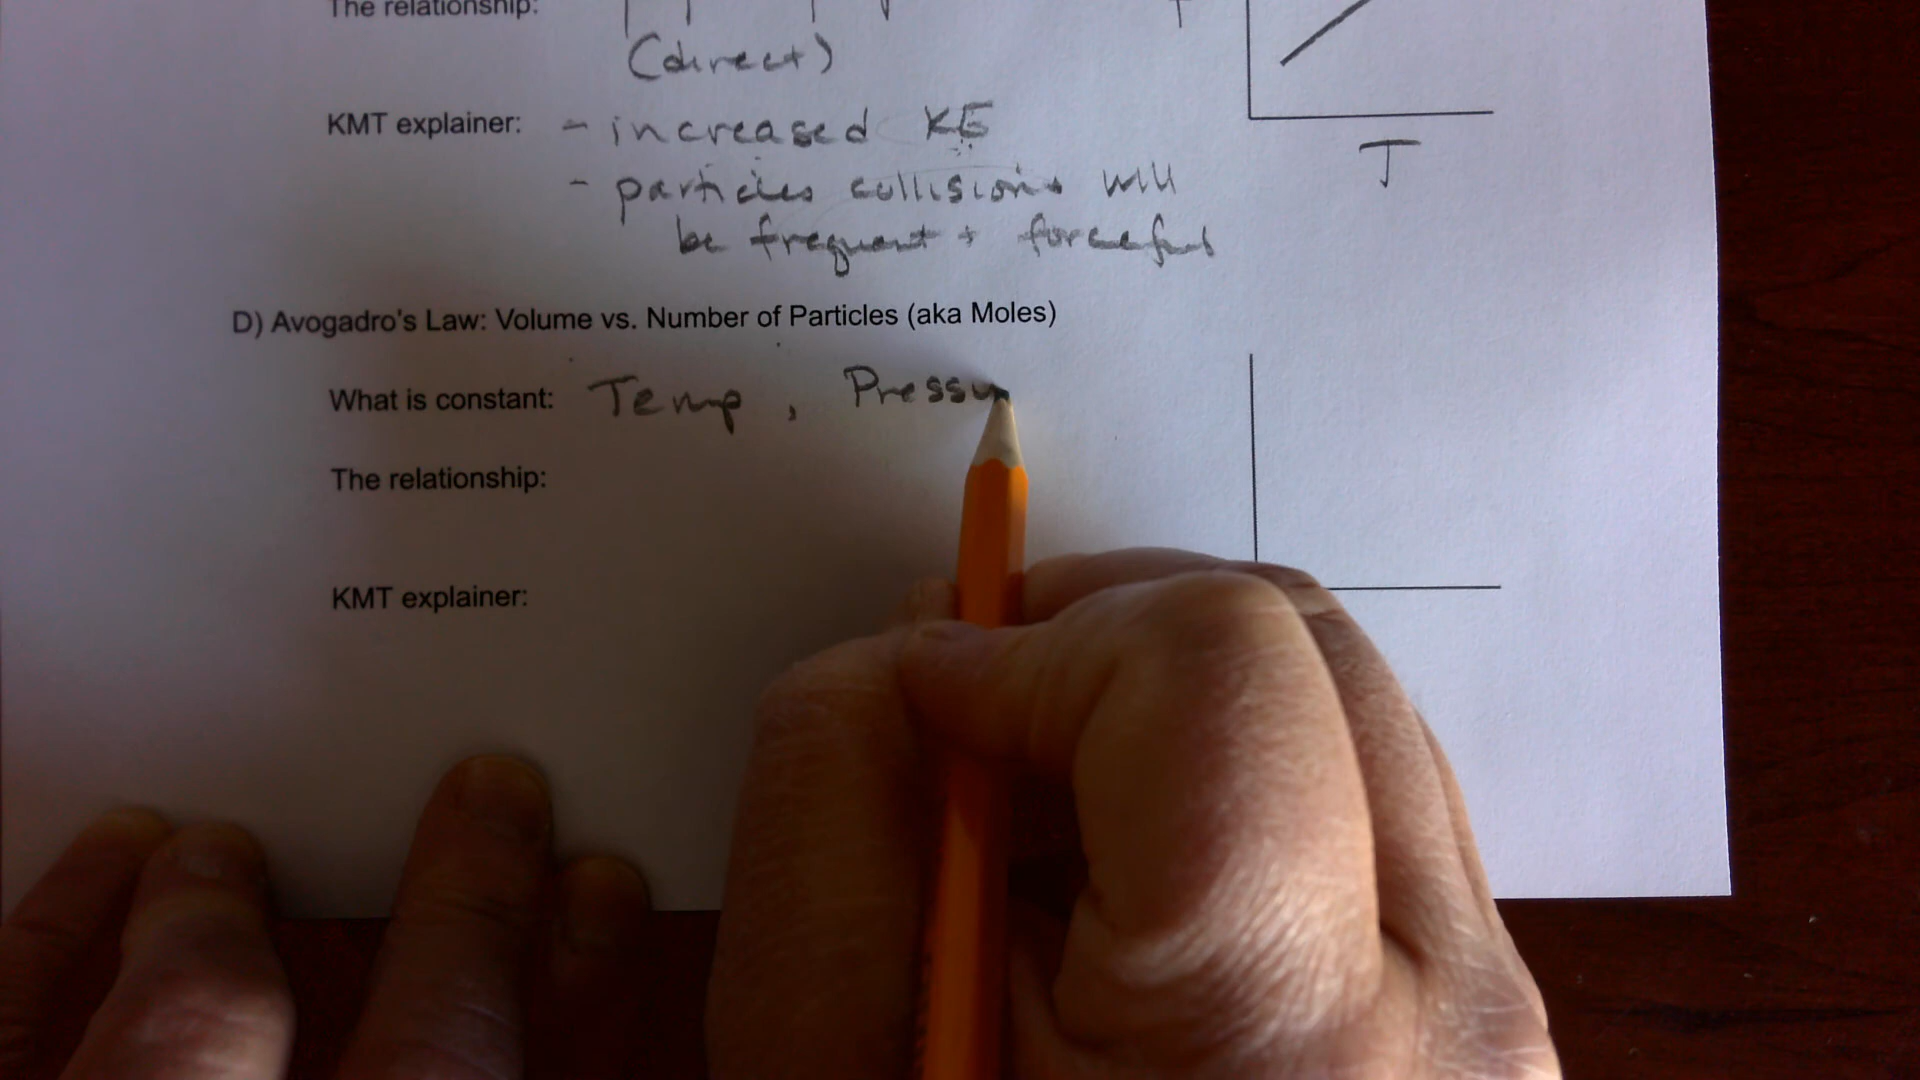 The relationship:
(direct)
KMT explainer: - increased KE
- particles collisions will
be frequent + forceful
T
D) Avogadro's Law: Volume vs. Number of Particles (aka Moles)
What is constant: Temp, Pressu
The relationship:
KMT explainer: